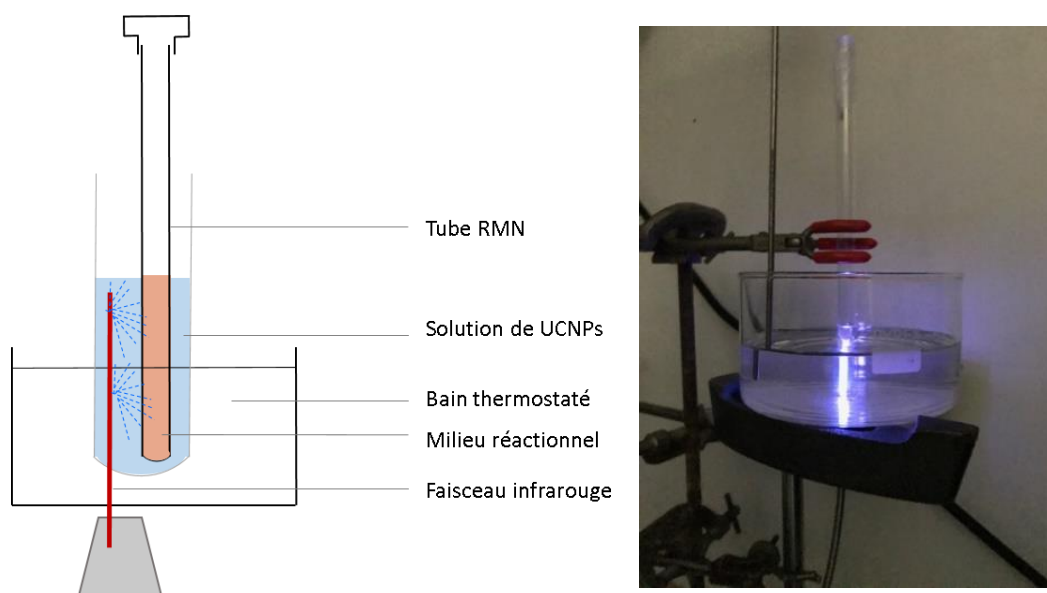 Tube RMN
Solution de UCNPs
Bain thermostaté
Milieu réactionnel
Faisceau infrarouge